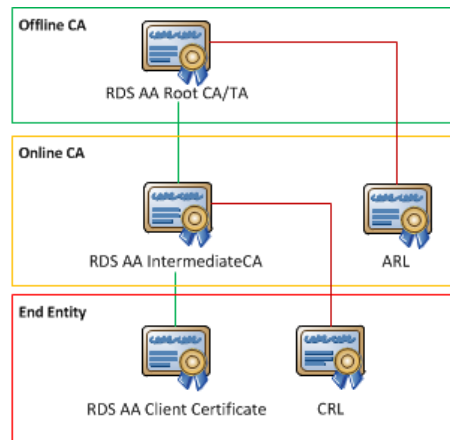 Offline CA
RDS AA Root CA/TA
Online CA
RDS AA IntermediateCA
ARL
End Entity
RDS AA Client Certificate
CRL